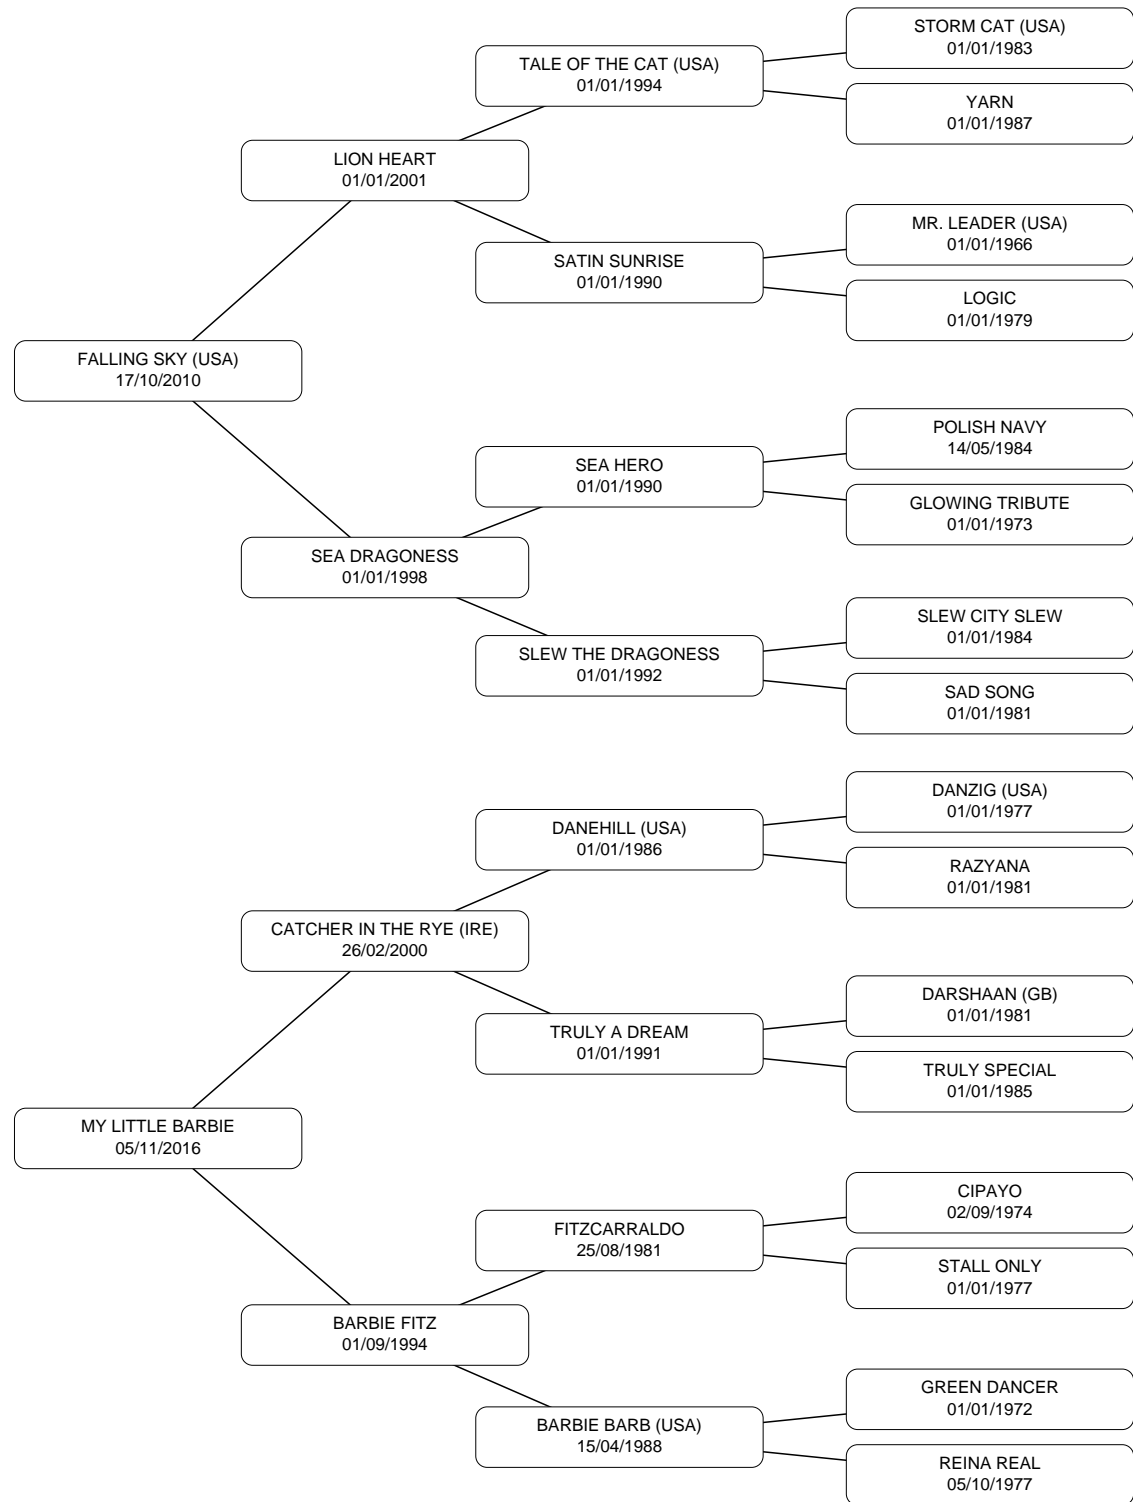 STORM CAT (USA)
01/01/1983
TALE OF THE CAT (USA)
01/01/1994
YARN
01/01/1987
LION HEART
01/01/2001
MR. LEADER (USA)
01/01/1966
SATIN SUNRISE
01/01/1990
LOGIC
01/01/1979
FALLING SKY (USA)
17/10/2010
POLISH NAVY
14/05/1984
SEA HERO
01/01/1990
GLOWING TRIBUTE
01/01/1973
SEA DRAGONESS
01/01/1998
SLEW CITY SLEW
01/01/1984
SLEW THE DRAGONESS
01/01/1992
SAD SONG
01/01/1981
DANZIG (USA)
01/01/1977
DANEHILL (USA)
01/01/1986
RAZYANA
01/01/1981
CATCHER IN THE RYE (IRE)
26/02/2000
DARSHAAN (GB)
01/01/1981
TRULY A DREAM
01/01/1991
TRULY SPECIAL
01/01/1985
MY LITTLE BARBIE
05/11/2016
CIPAYO
02/09/1974
FITZCARRALDO
25/08/1981
STALL ONLY
01/01/1977
BARBIE FITZ
01/09/1994
GREEN DANCER
01/01/1972
BARBIE BARB (USA)
15/04/1988
REINA REAL
05/10/1977